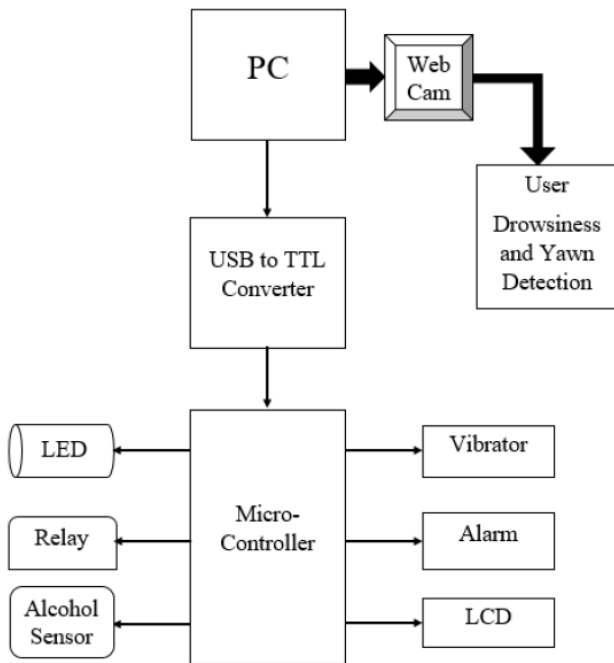 PC
Web
Cam
User
Drowsiness
and Yawn
Detection
USB to TTL
Converter
LED
Relay
Alcohol
Sensor
Micro-
Controller
Vibrator
Alarm
LCD